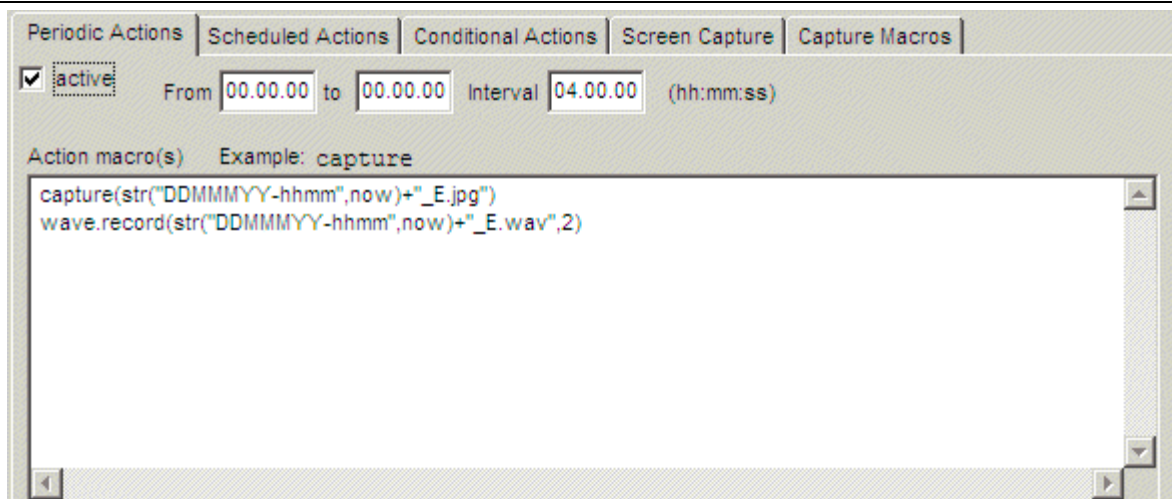 Periodic Actions Scheduled Actions Conditional Actions Screen Capture Capture Macros
active From 00.00.00 to 00.00.00 Interval 04.00.00 (hh:mm:ss)
Action macro(s) Example: capture
capture(str("DDMMMYY-hhmm",now)+"_E.jpg")
wave.record(str("DDMMMYY-hhmm",now)+"_E.wav",2)